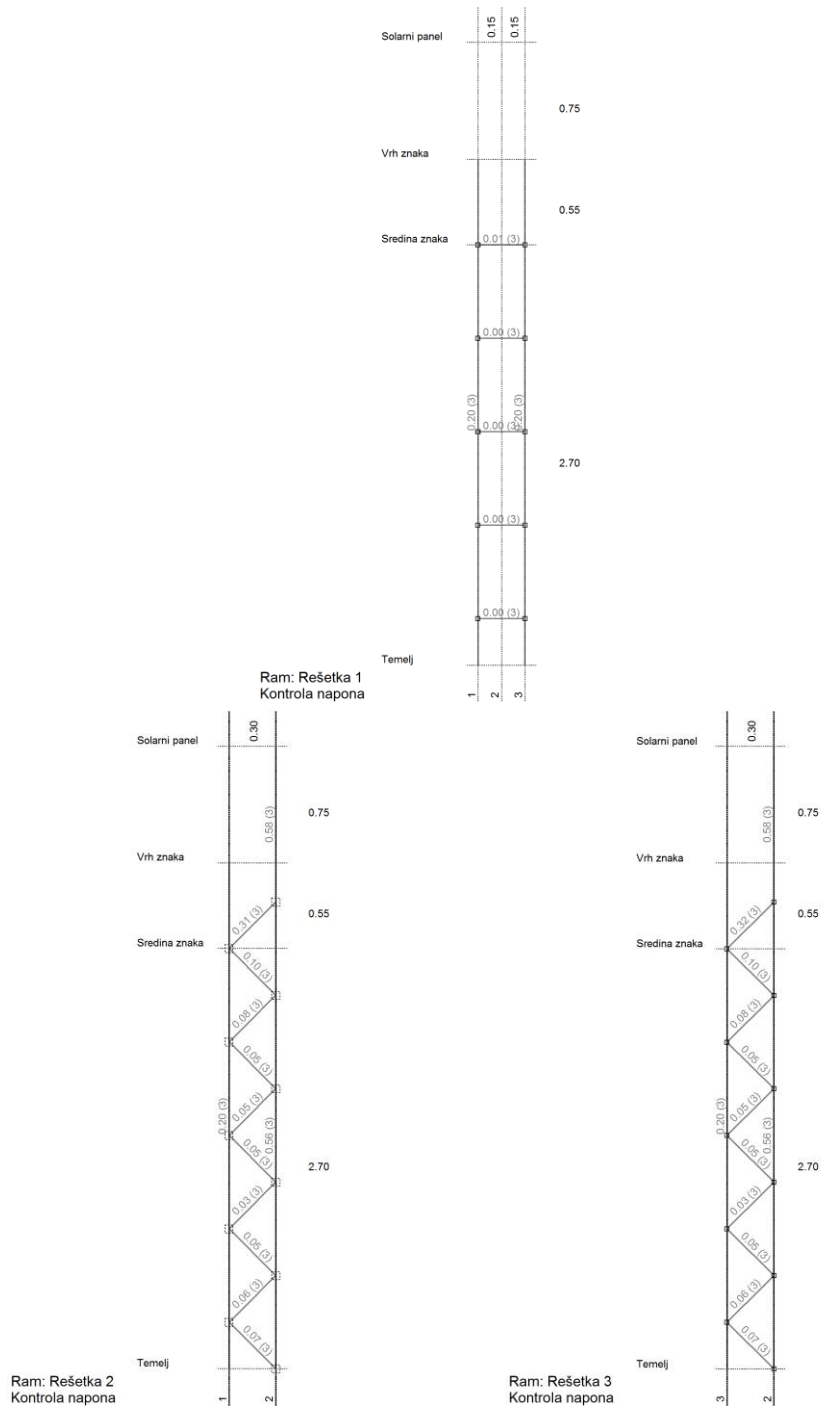 Solarni panel
0.15
0.15
0.75
Vrh znaka
0.55
Sredina znaka
0.01 (3)
0.00 (3)
0.20 (3)
0.20 (3)
0.00 (3)
2.70
0.00 (3)
0.00 (3)
Temelj
Ram: Rešetka 1
Kontrola napona
1
2
3
Solarni panel
0.30
0.58 (3)
0.75
Vrh znaka
0.31 (3)
0.55
Sredina znaka
0.10 (3)
0.08 (3)
0.05 (3)
0.20 (3)
0.05 (3)
0.56 (3)
0.05 (3)
2.70
0.03 (3)
0.05 (3)
0.06 (3)
0.07 (3)
Temelj
Ram: Rešetka 2
Kontrola napona
1
2
Solarni panel
0.30
0.58 (3)
0.75
Vrh znaka
0.32 (3)
0.55
Sredina znaka
0.10 (3)
0.08 (3)
0.05 (3)
0.20 (3)
0.05 (3)
0.56 (3)
0.05 (3)
2.70
0.03 (3)
0.05 (3)
0.06 (3)
0.07 (3)
Temelj
Ram: Rešetka 3
Kontrola napona
3
2